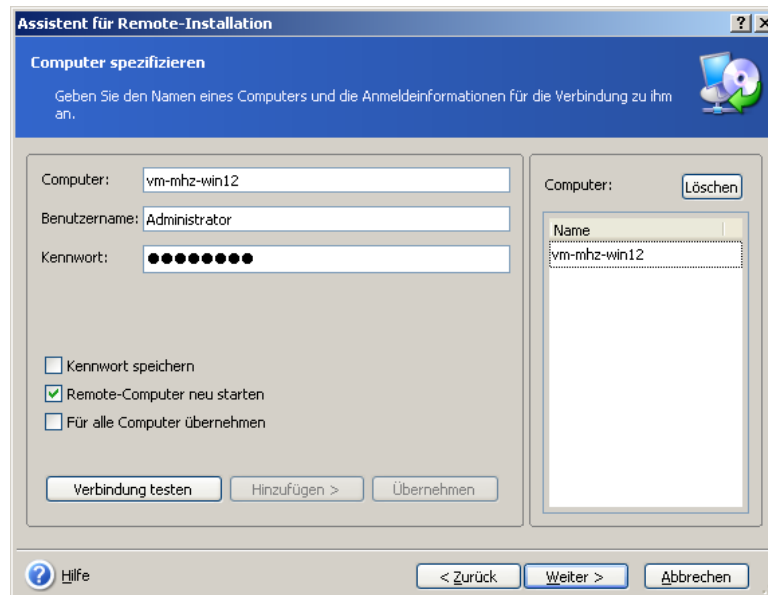 Assistent für Remote-Installation
Computer spezifizieren
Geben Sie den Namen eines Computers und die Anmeldeinformationen für die Verbindung zu ihm
an.
Computer: vm-mhz-win12
Benutzername: Administrator
Kennwort: ●●●●●●●●
Kennwort speichern
Remote-Computer neu starten
Für alle Computer übernehmen
Verbindung testen Hinzufügen > Übernehmen
Computer: Löschen
Name
vm-mhz-win12
Hilfe < Zurück Weiter > Abbrechen